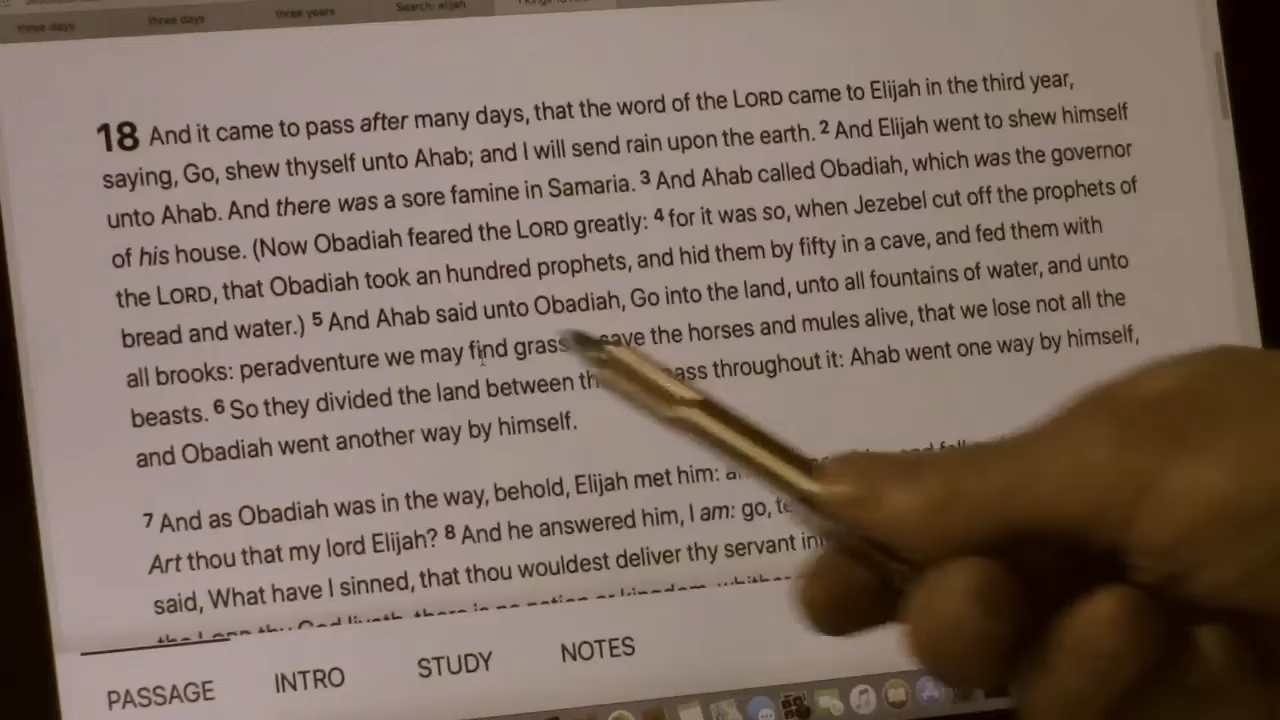 three days three days three years Search: elijah
18 And it came to pass after many days, that the word of the LORD came to Elijah in the third year,
saying, Go, shew thyself unto Ahab; and I will send rain upon the earth. 2 And Elijah went to shew himself
unto Ahab. And there was a sore famine in Samaria. 3 And Ahab called Obadiah, which was the governor
of his house. (Now Obadiah feared the LORD greatly: 4 for it was so, when Jezebel cut off the prophets of
the LORD, that Obadiah took an hundred prophets, and hid them by fifty in a cave, and fed them with
bread and water.) 5 And Ahab said unto Obadiah, Go into the land, unto all fountains of water, and unto
all brooks: peradventure we may find grass save the horses and mules alive, that we lose not all the
beasts. 6 So they divided the land between pass throughout it: Ahab went one way by himself,
and Obadiah went another way by himself.
7 And as Obadiah was in the way, behold, Elijah met him:
Art thou that my lord Elijah? 8 And he answered him, I am: go,
said, What have I sinned, that thou wouldest deliver thy servant
PASSAGE INTRO STUDY NOTES